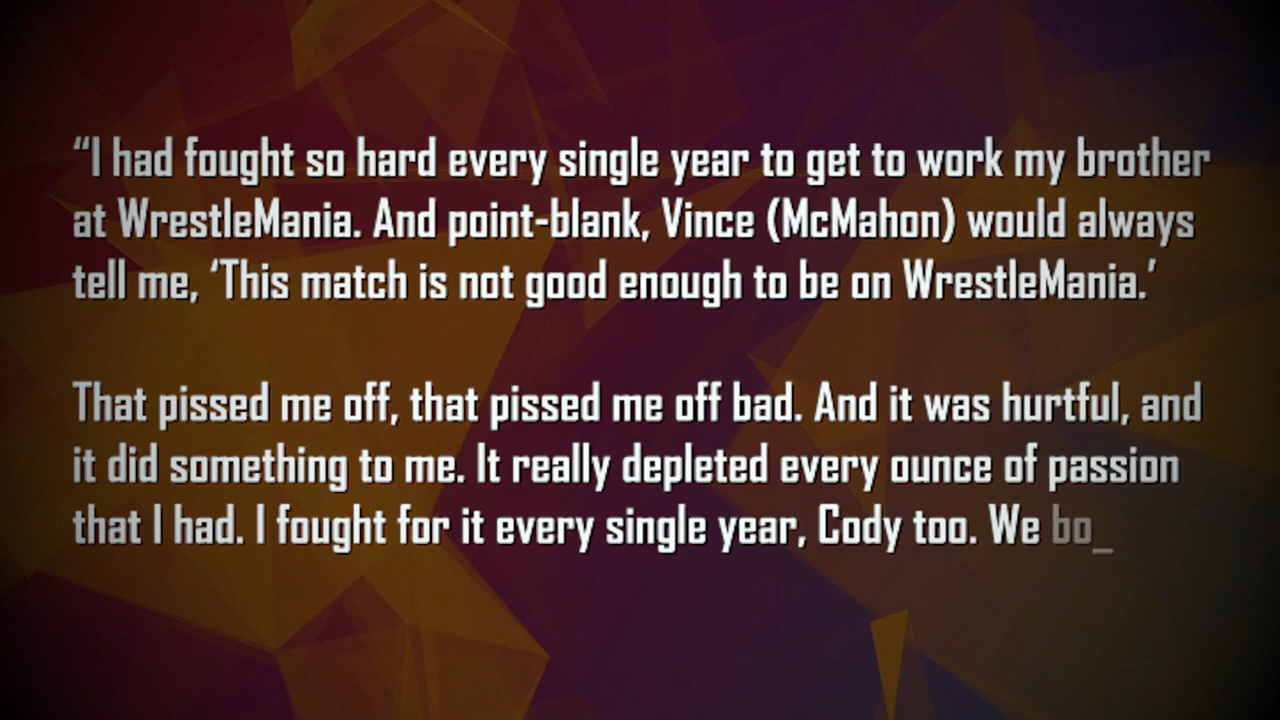 “I had fought so hard every single year to get to work my brother
at WrestleMania. And point-blank, Vince (McMahon) would always
tell me, ‘This match is not good enough to be on WrestleMania.’
That pissed me off, that pissed me off bad. And it was hurtful, and
it did something to me. It really depleted every ounce of passion
that I had. I fought for it every single year, Cody too. We bo_